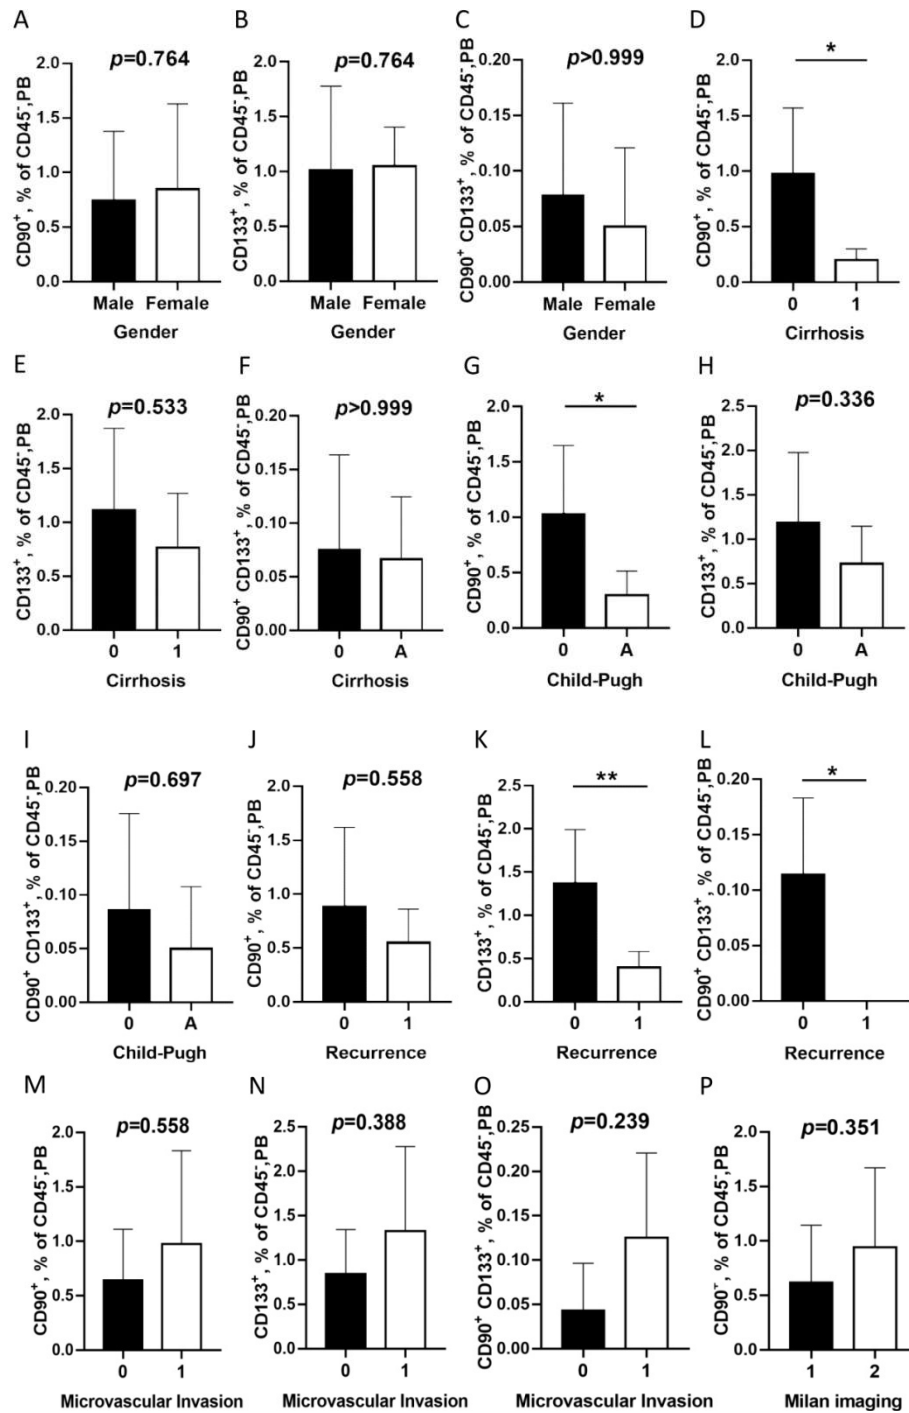 A
CD90⁺, % of CD45⁻,PB
p=0.764
2.0
1.5
1.0
0.5
0.0
Male Female
Gender
B
CD133⁺, % of CD45⁻,PB
p=0.764
2.0
1.5
1.0
0.5
0.0
Male Female
Gender
C
CD90⁺ CD133⁺, % of CD45⁻,PB
p>0.999
0.20
0.15
0.10
0.05
0.00
Male Female
Gender
D
CD90⁺, % of CD45⁻,PB
*
2.0
1.5
1.0
0.5
0.0
0 1
Cirrhosis
E
CD133⁺, % of CD45⁻,PB
p=0.533
2.0
1.5
1.0
0.5
0.0
0 1
Cirrhosis
F
CD90⁺ CD133⁺, % of CD45⁻,PB
p>0.999
0.20
0.15
0.10
0.05
0.00
0 A
Cirrhosis
G
CD90⁺, % of CD45⁻,PB
*
2.0
1.5
1.0
0.5
0.0
0 A
Child-Pugh
H
CD133⁺, % of CD45⁻,PB
p=0.336
2.5
2.0
1.5
1.0
0.5
0.0
0 A
Child-Pugh
I
CD90⁺ CD133⁺, % of CD45⁻,PB
p=0.697
0.20
0.15
0.10
0.05
0.00
0 A
Child-Pugh
J
CD90⁺, % of CD45⁻,PB
p=0.558
2.0
1.5
1.0
0.5
0.0
0 1
Recurrence
K
CD133⁺, % of CD45⁻,PB
**
2.5
2.0
1.5
1.0
0.5
0.0
0 1
Recurrence
L
CD90⁺ CD133⁺, % of CD45⁻,PB
*
0.20
0.15
0.10
0.05
0.00
0 1
Recurrence
M
CD90⁺, % of CD45⁻,PB
p=0.558
2.0
1.5
1.0
0.5
0.0
0 1
Microvascular Invasion
N
CD133⁺, % of CD45⁻,PB
p=0.388
2.5
2.0
1.5
1.0
0.5
0.0
0 1
Microvascular Invasion
O
CD90⁺ CD133⁺, % of CD45⁻,PB
p=0.239
0.25
0.20
0.15
0.10
0.05
0.00
0 1
Microvascular Invasion
P
CD90⁺, % of CD45⁻,PB
p=0.351
2.0
1.5
1.0
0.5
0.0
1 2
Milan imaging